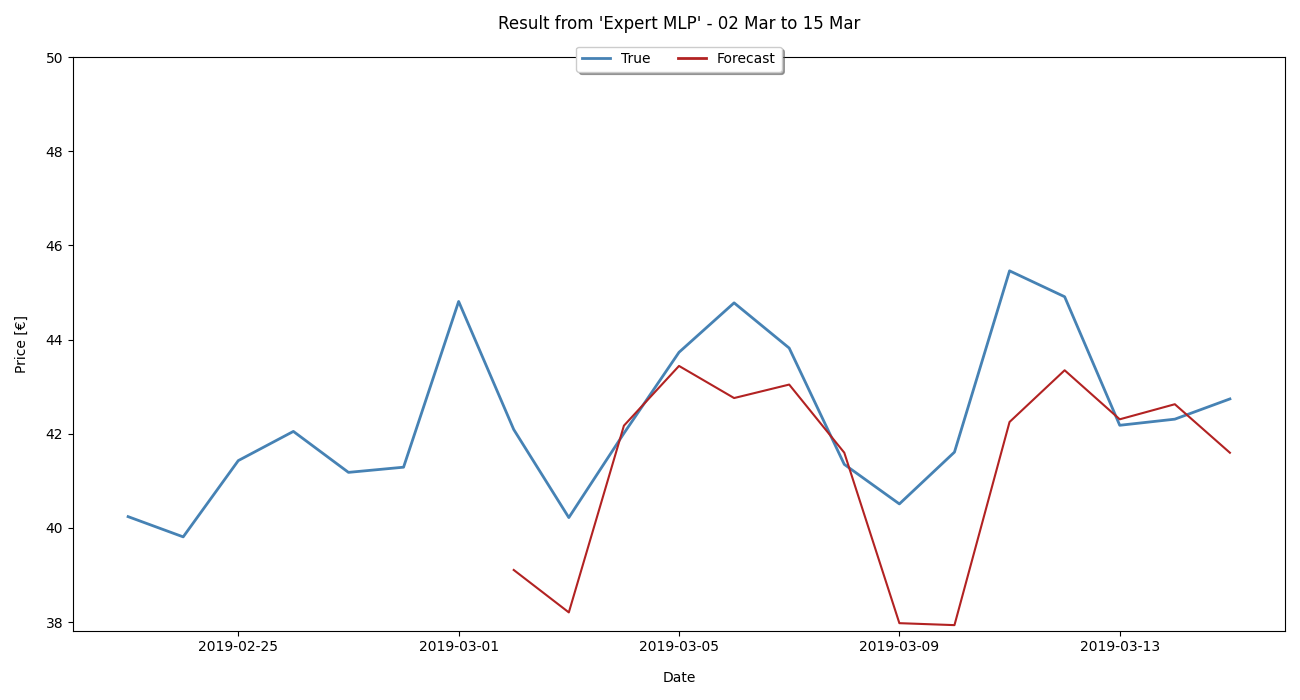 Result from 'Expert MLP' - 02 Mar to 15 Mar
True
Forecast
50
48
46
44
42
40
38
Price [€]
2019-02-25
2019-03-01
2019-03-05
2019-03-09
2019-03-13
Date